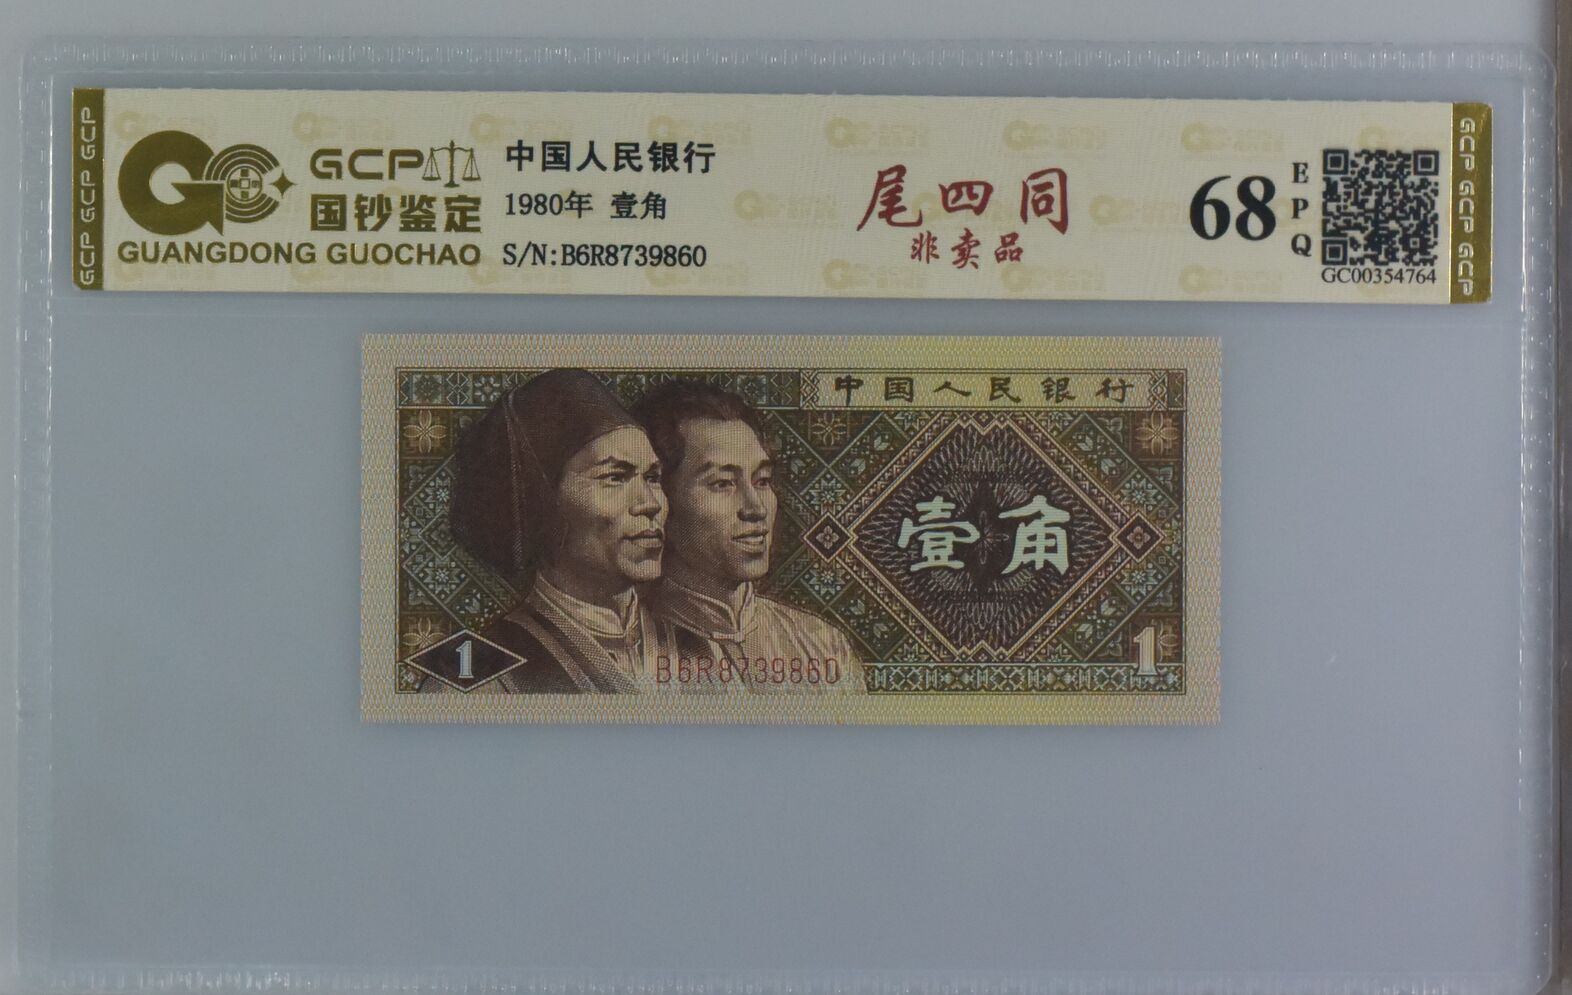 GCP GCP GCP
GCP
国钞鉴定
GUANGDONG GUOCHAO
中国人民银行
1980年 壹角
S/N:B6R8739860
尾四同
非卖品
68
EPQ
GC00354764
GCP GCP GCP
中国人民银行
壹角
1
B6R8739860
1